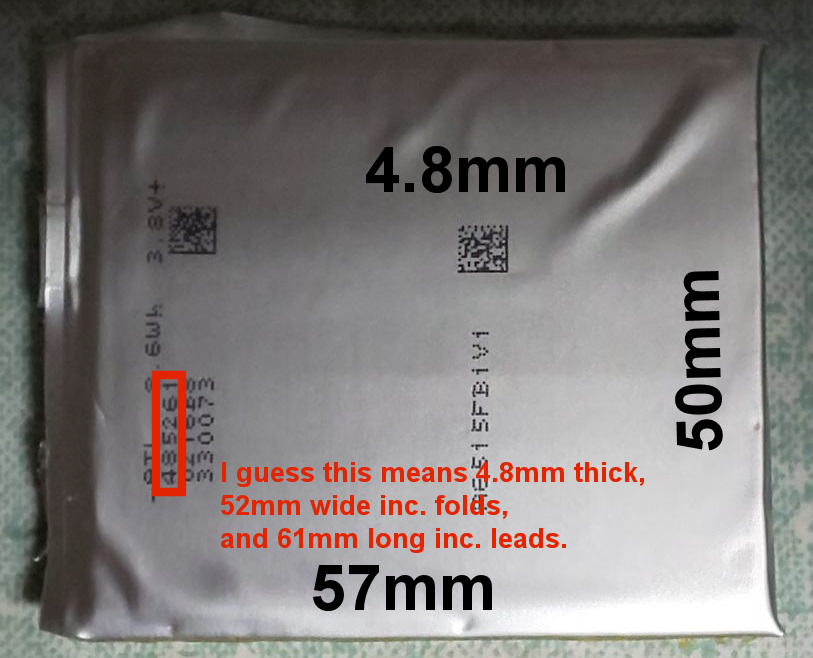 4.8mm
3.8V+
485261
330073
50mm
I guess this means 4.8mm thick,
52mm wide inc. folds,
and 61mm long inc. leads.
57mm